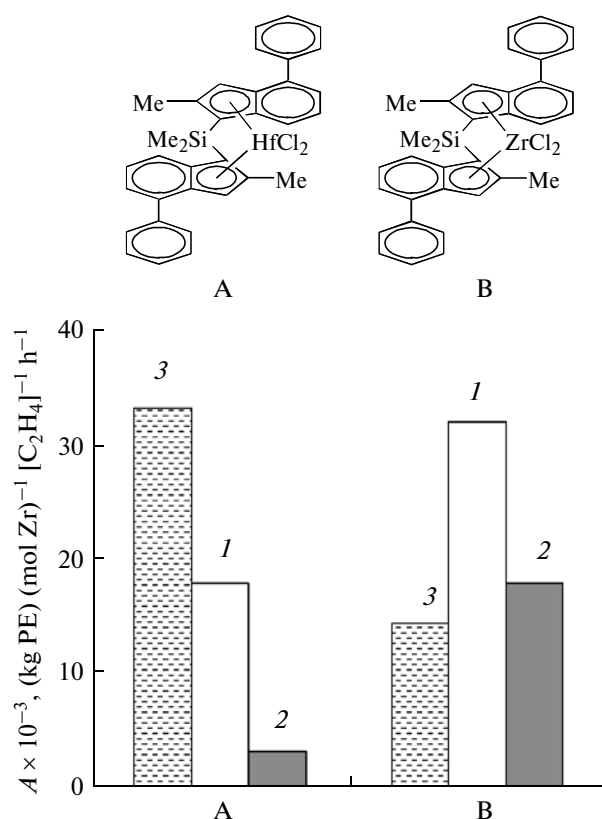 Me
Me₂Si
HfCl₂
Me
A
Me
Me₂Si
ZrCl₂
Me
B
A × 10⁻³, (kg PE) (mol Zr)⁻¹ [C₂H₄]⁻¹ h⁻¹
40
30
20
10
0
3
1
2
3
1
2
A
B